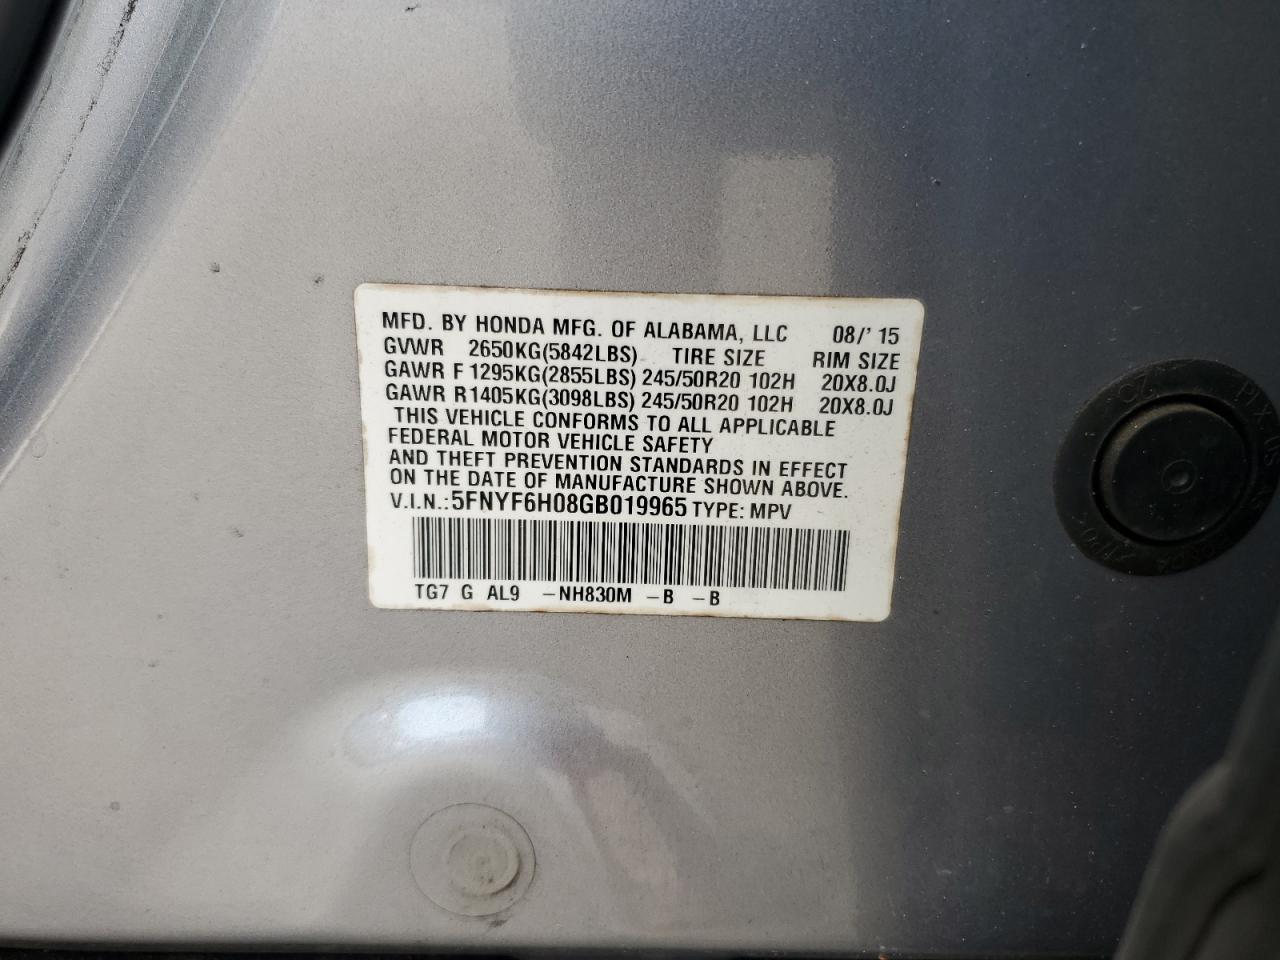 MFD. BY HONDA MFG. OF ALABAMA, LLC 08/' 15
GVWR 2650KG(5842LBS) TIRE SIZE RIM SIZE
GAWR F 1295KG(2855LBS) 245/50R20 102H 20X8.0J
GAWR R 1405KG(3098LBS) 245/50R20 102H 20X8.0J
THIS VEHICLE CONFORMS TO ALL APPLICABLE
FEDERAL MOTOR VEHICLE SAFETY
AND THEFT PREVENTION STANDARDS IN EFFECT
ON THE DATE OF MANUFACTURE SHOWN ABOVE.
V.I.N.: 5FNYF6H08GB019965 TYPE: MPV
TG7 G AL9 -NH830M -B -B